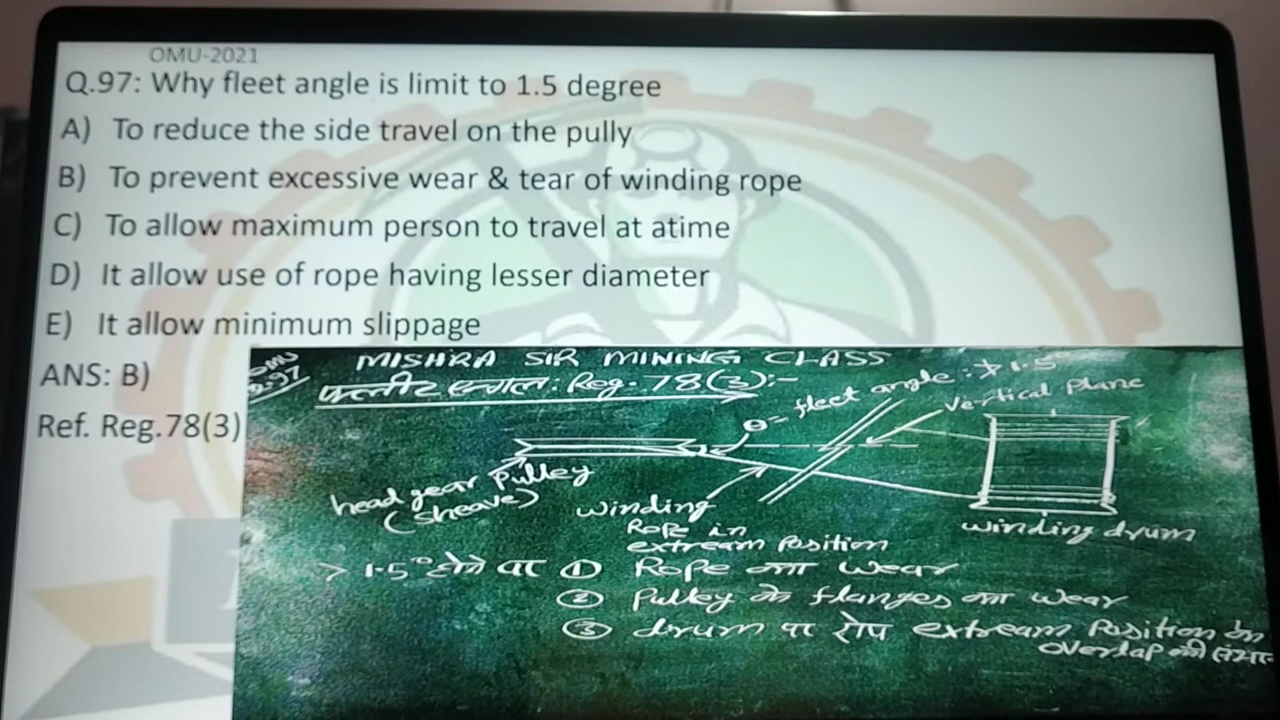 OMU-2021
Q.97: Why fleet angle is limit to 1.5 degree
A) To reduce the side travel on the pully
B) To prevent excessive wear & tear of winding rope
C) To allow maximum person to travel at atime
D) It allow use of rope having lesser diameter
E) It allow minimum slippage
ANS: B)
Ref. Reg.78(3)
OMU
Q.97
MISHRA SIR MINING CLASS
फ्लीट एंगल: Reg. 78(3):-
θ = fleet angle: ≯ 1.5
Vertical Plane
head gear Pulley
(sheave)
winding
Rope in
extream Position
winding drum
> 1.5° होने पर ① Rope का wear
② Pulley के flanges का wear
③ drum पर रोप extream Position में
overlap की